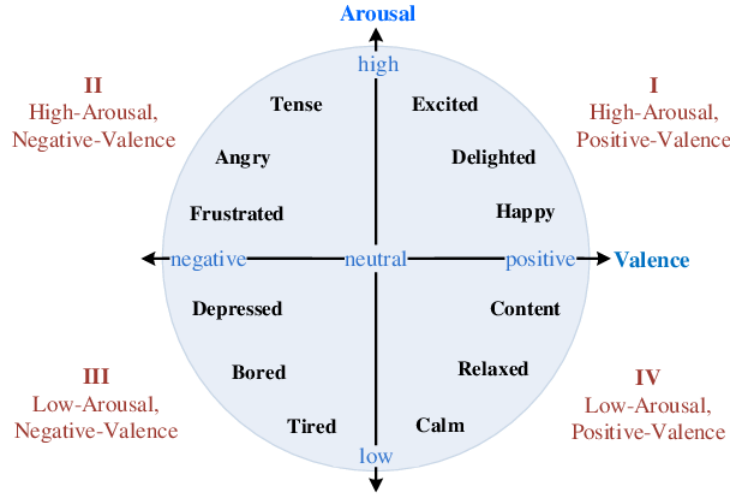 Arousal
high
II
High-Arousal,
Negative-Valence
I
High-Arousal,
Positive-Valence
Tense
Excited
Angry
Delighted
Frustrated
Happy
negative
neutral
positive
Valence
Depressed
Content
Bored
Relaxed
Tired
Calm
III
Low-Arousal,
Negative-Valence
IV
Low-Arousal,
Positive-Valence
low